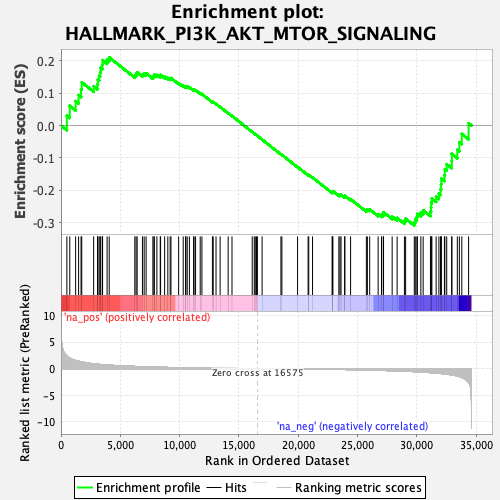 Enrichment plot:
HALLMARK_PI3K_AKT_MTOR_SIGNALING
Enrichment score (ES)
0.2
0.1
0.0
-0.1
-0.2
-0.3
Ranked list metric (PreRanked)
'na_pos' (positively correlated)
10
5
0
-5
-10
Zero cross at 16575
'na_neg' (negatively correlated)
0
5,000
10,000
15,000
20,000
25,000
30,000
35,000
Rank in Ordered Dataset
Enrichment profile
Hits
Ranking metric scores